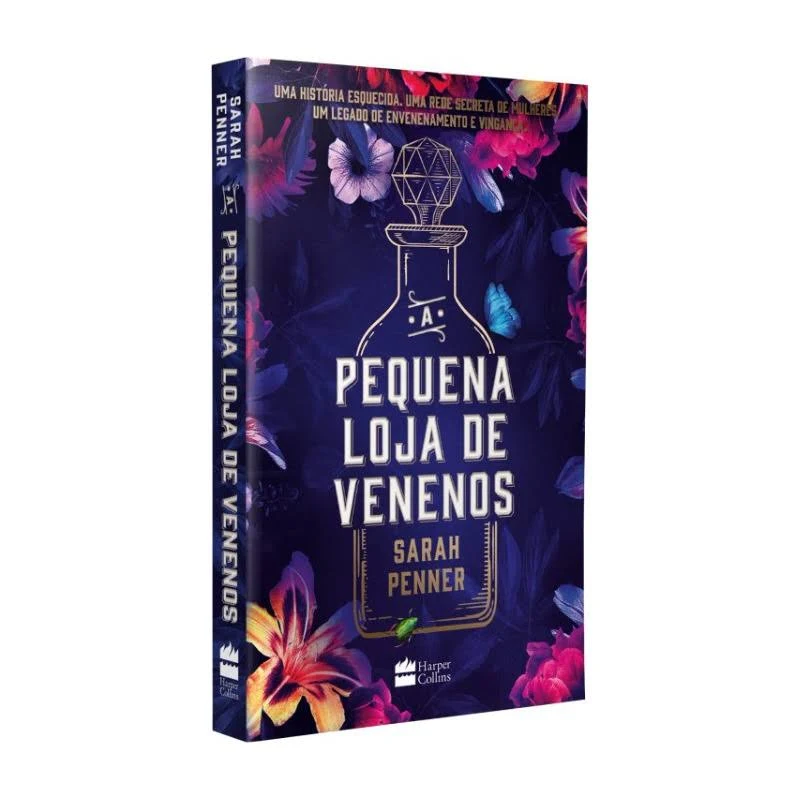 SARAH
PENNER
A
PEQUENA LOJA DE VENENOS
Harper
Collins
UMA HISTÓRIA ESQUECIDA. UMA REDE SECRETA DE MULHERES.
UM LEGADO DE ENVENENAMENTO E VINGANÇA.
A
PEQUENA
LOJA DE
VENENOS
SARAH
PENNER
Harper
Collins